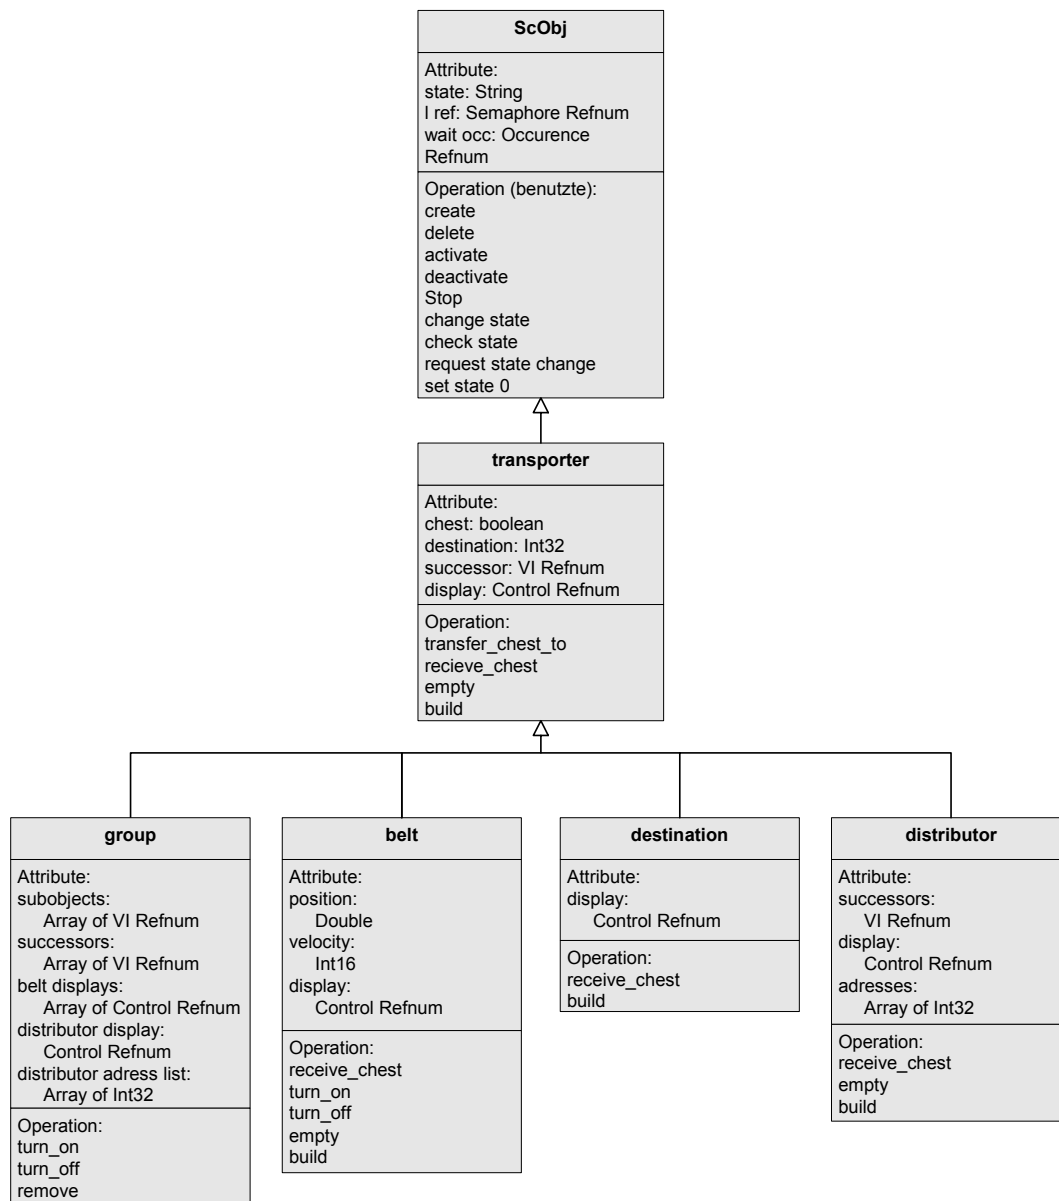 ScObj
Attribute:
state: String
l ref: Semaphore Refnum
wait occ: Occurence
Refnum
Operation (benutzte):
create
delete
activate
deactivate
Stop
change state
check state
request state change
set state 0
transporter
Attribute:
chest: boolean
destination: Int32
successor: VI Refnum
display: Control Refnum
Operation:
transfer_chest_to
recieve_chest
empty
build
group
Attribute:
subobjects:
Array of VI Refnum
successors:
Array of VI Refnum
belt displays:
Array of Control Refnum
distributor display:
Control Refnum
distributor adress list:
Array of Int32
Operation:
turn_on
turn_off
remove
belt
Attribute:
position:
Double
velocity:
Int16
display:
Control Refnum
Operation:
receive_chest
turn_on
turn_off
empty
build
destination
Attribute:
display:
Control Refnum
Operation:
receive_chest
build
distributor
Attribute:
successors:
VI Refnum
display:
Control Refnum
adresses:
Array of Int32
Operation:
receive_chest
empty
build